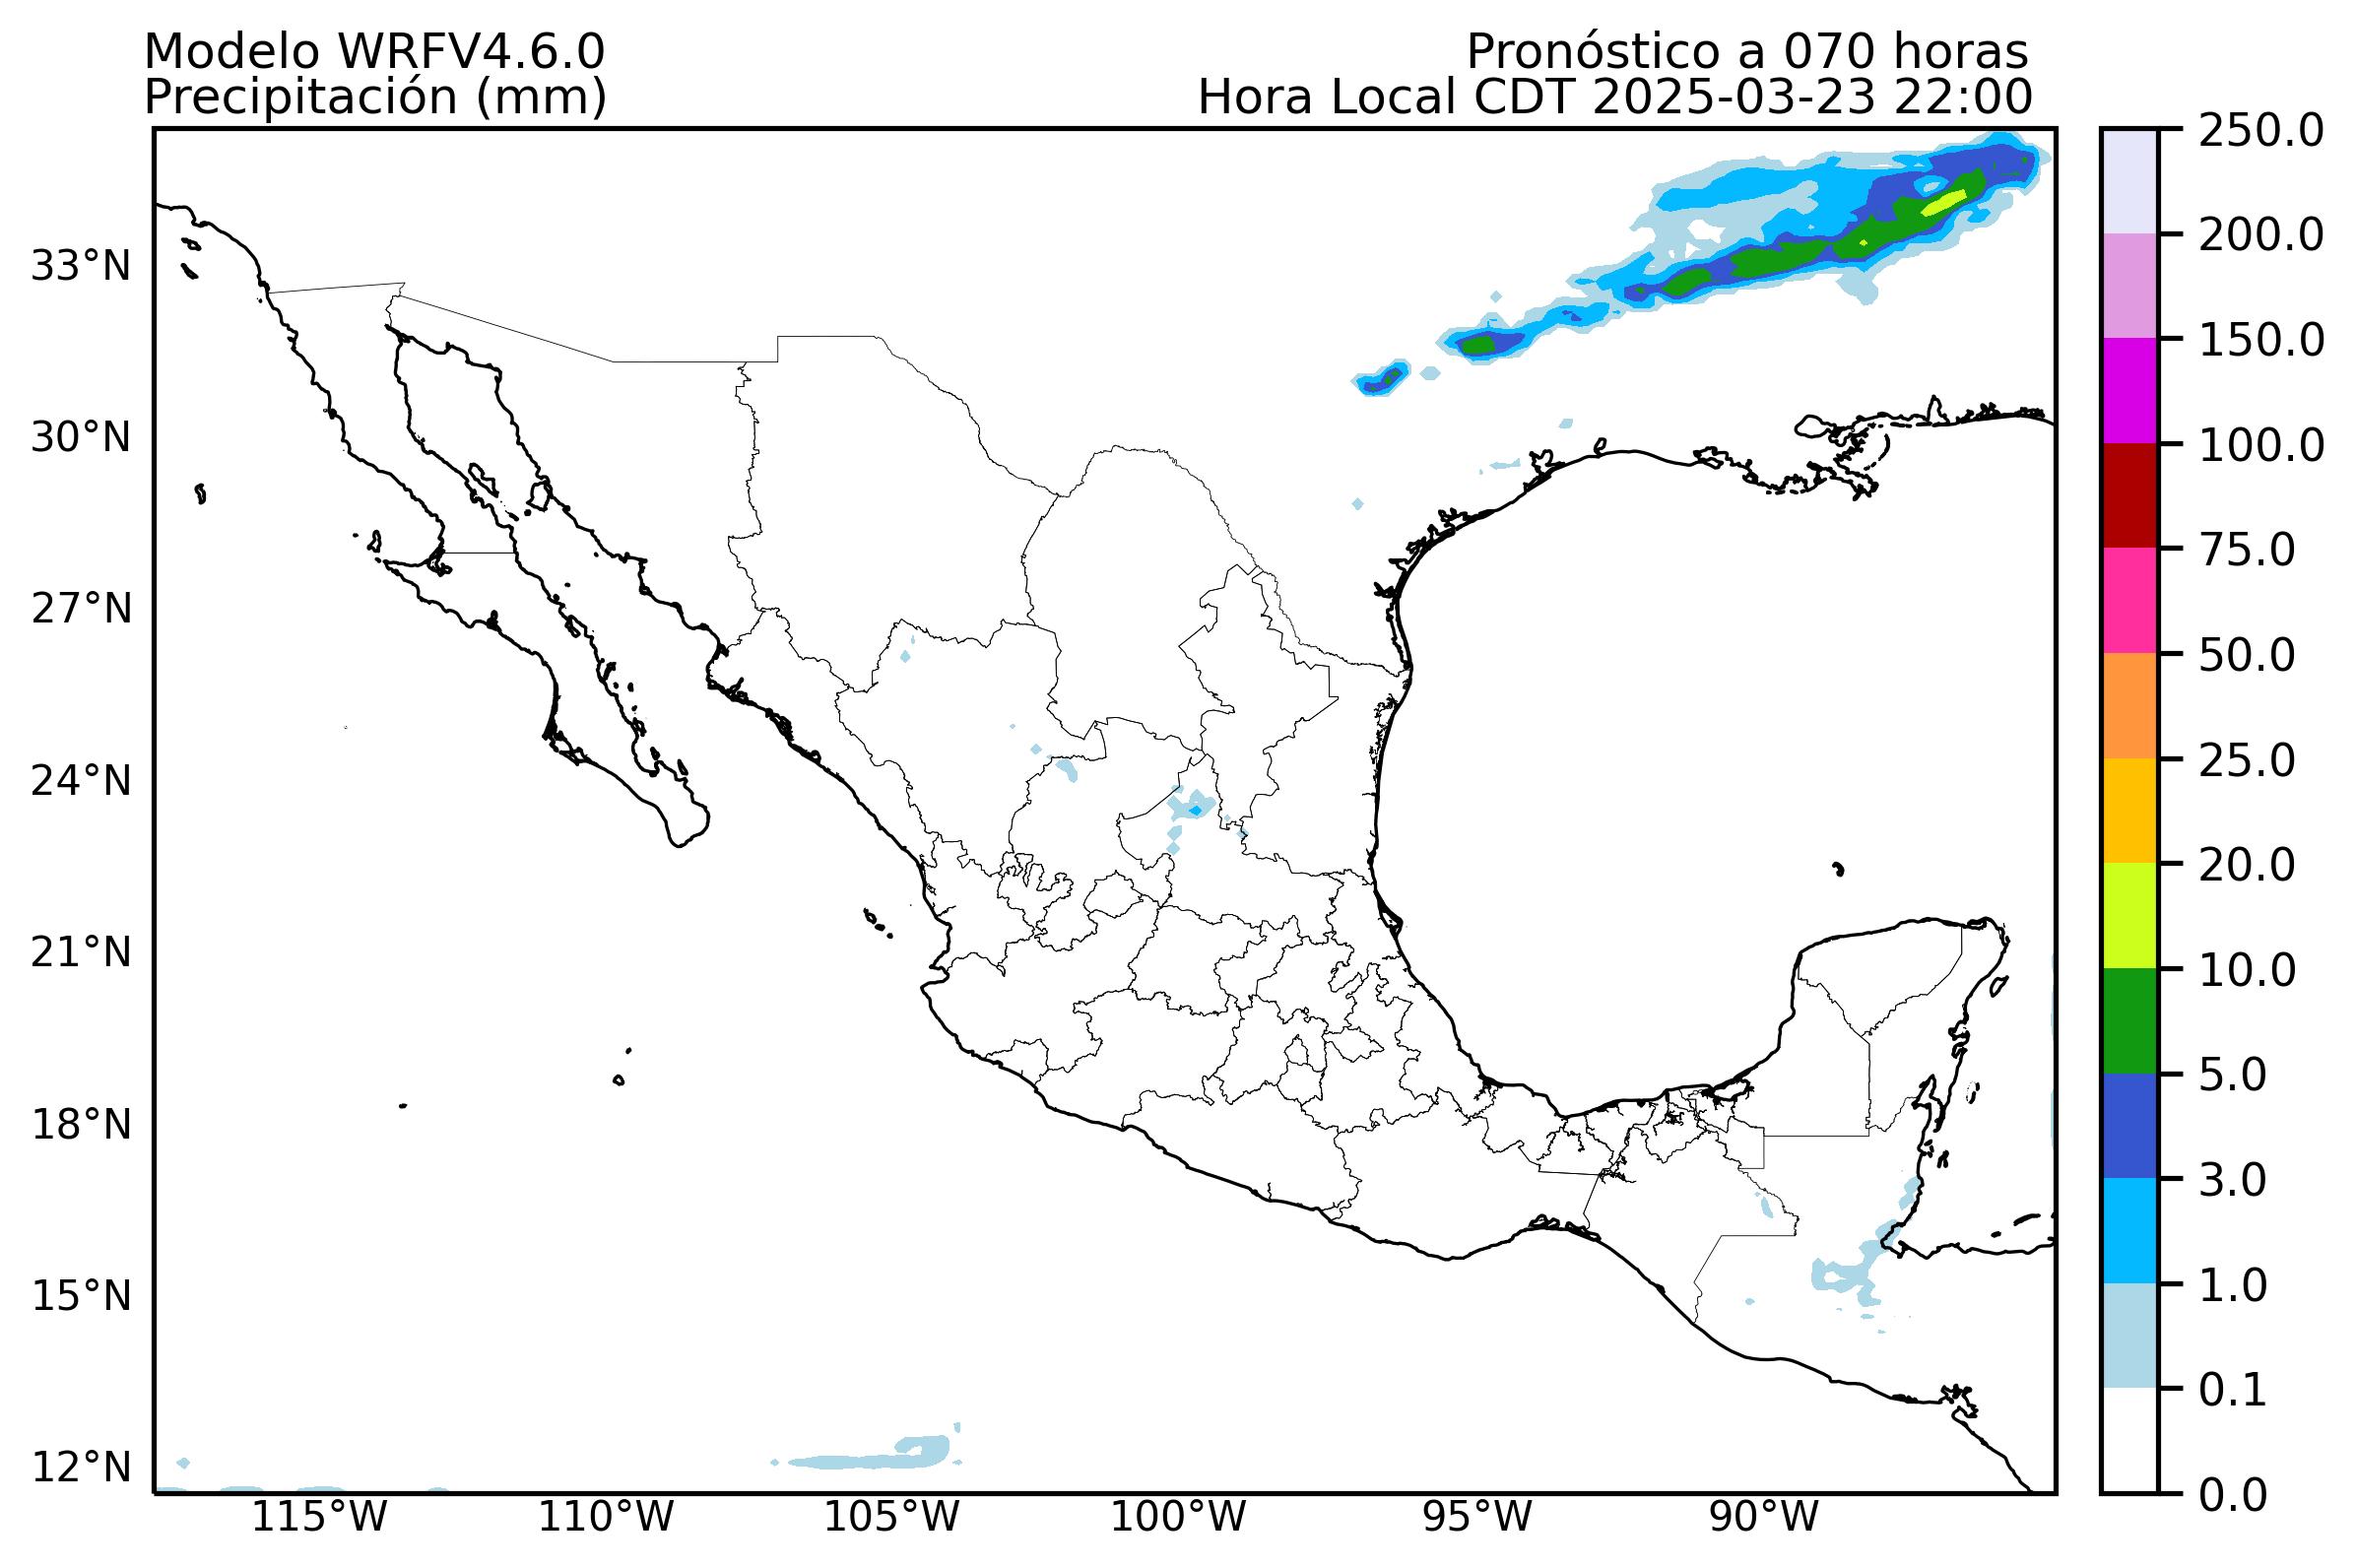 Modelo WRFV4.6.0
Pronóstico a 070 horas
Precipitación (mm)
Hora Local CDT 2025-03-23 22:00
33°N
30°N
27°N
24°N
21°N
18°N
15°N
12°N
115°W
110°W
105°W
100°W
95°W
90°W
250.0
200.0
150.0
100.0
75.0
50.0
25.0
20.0
10.0
5.0
3.0
1.0
0.1
0.0